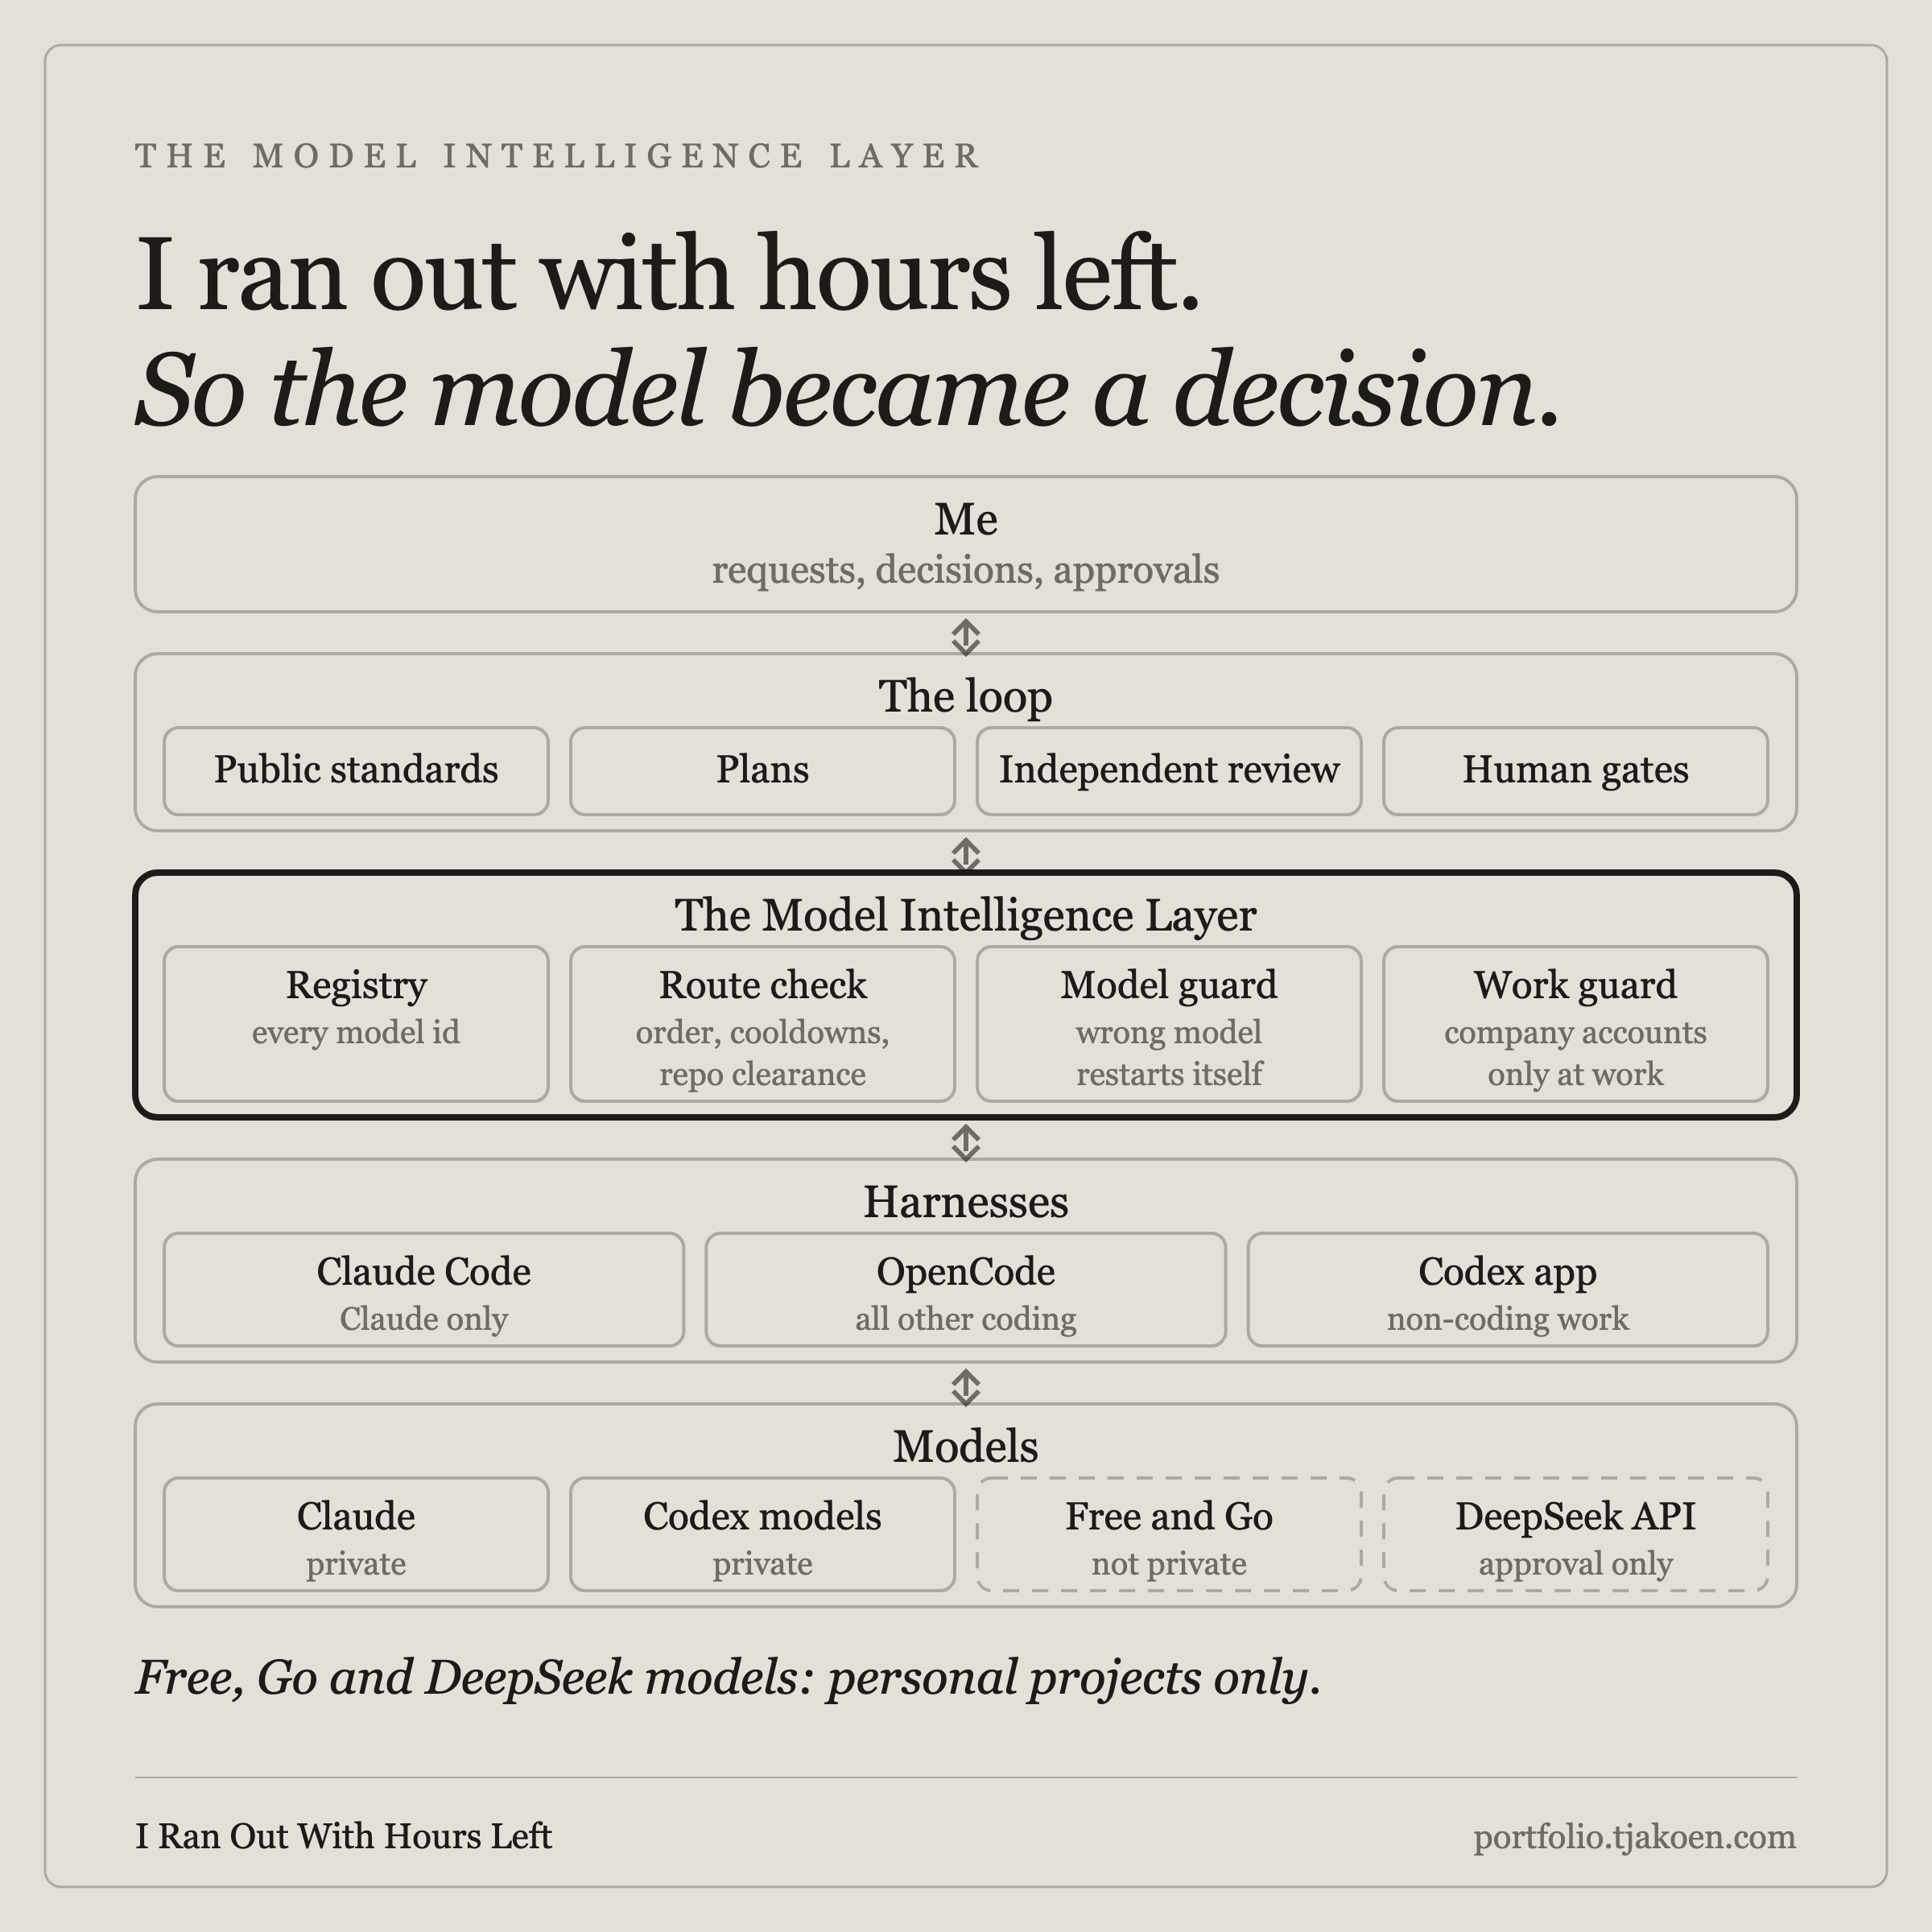 THE MODEL INTELLIGENCE LAYER
I ran out with hours left.
So the model became a decision.
Me
requests, decisions, approvals
The loop
Public standards
Plans
Independent review
Human gates
The Model Intelligence Layer
Registry
every model id
Route check
order, cooldowns,
repo clearance
Model guard
wrong model
restarts itself
Work guard
company accounts
only at work
Harnesses
Claude Code
Claude only
OpenCode
all other coding
Codex app
non-coding work
Models
Claude
private
Codex models
private
Free and Go
not private
DeepSeek API
approval only
Free, Go and DeepSeek models: personal projects only.
I Ran Out With Hours Left
portfolio.tjakoen.com